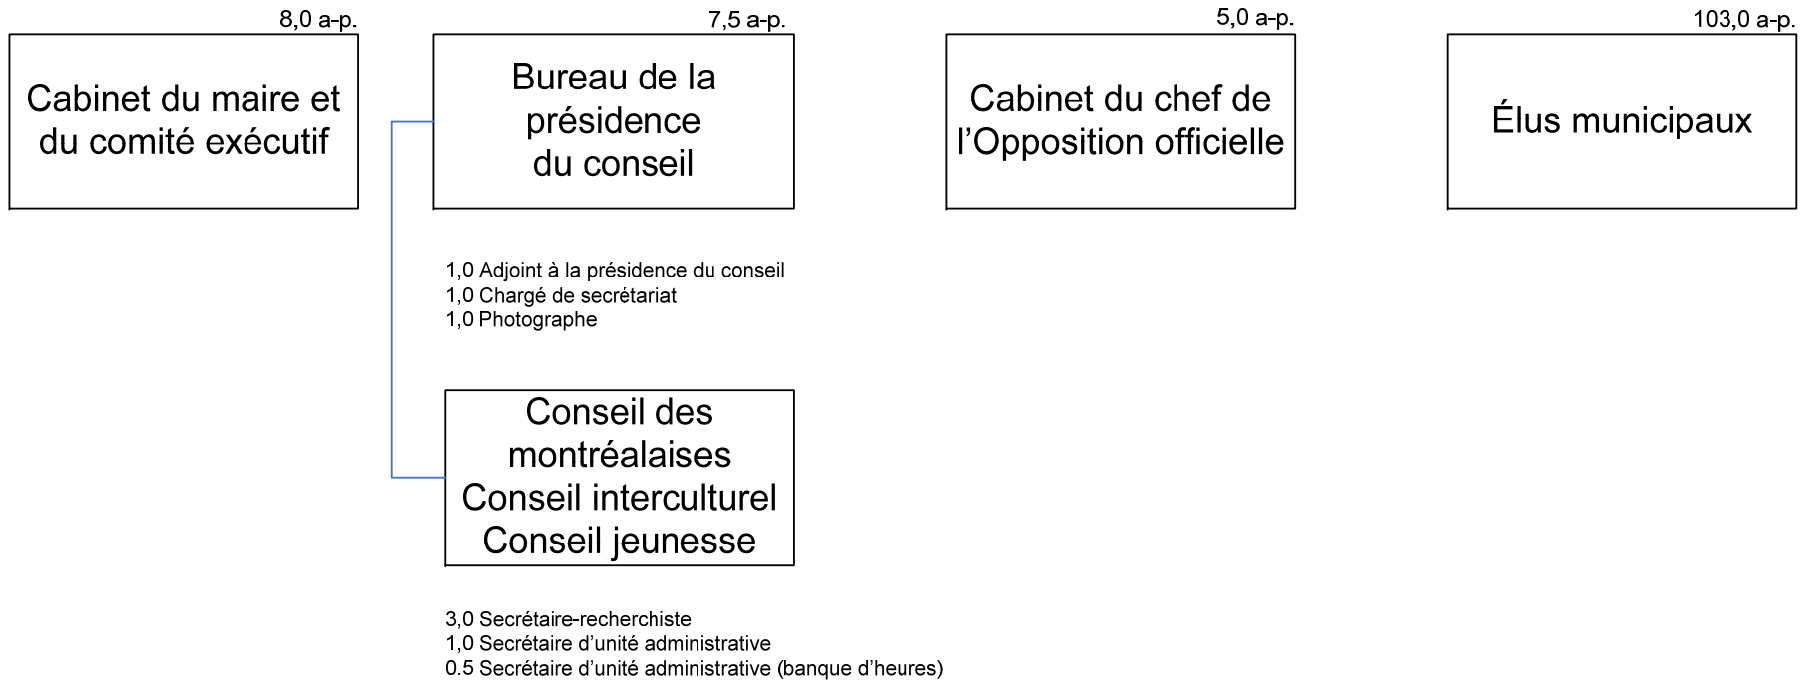 8,0 a-p.
Cabinet du maire et
du comité exécutif
7,5 a-p.
Bureau de la
présidence
du conseil
1,0 Adjoint à la présidence du conseil
1,0 Chargé de secrétariat
1,0 Photographe
Conseil des
montréalaises
Conseil interculturel
Conseil jeunesse
3,0 Secrétaire-recherchiste
1,0 Secrétaire d’unité administrative
0.5 Secrétaire d’unité administrative (banque d’heures)
5,0 a-p.
Cabinet du chef de
l’Opposition officielle
103,0 a-p.
Élus municipaux